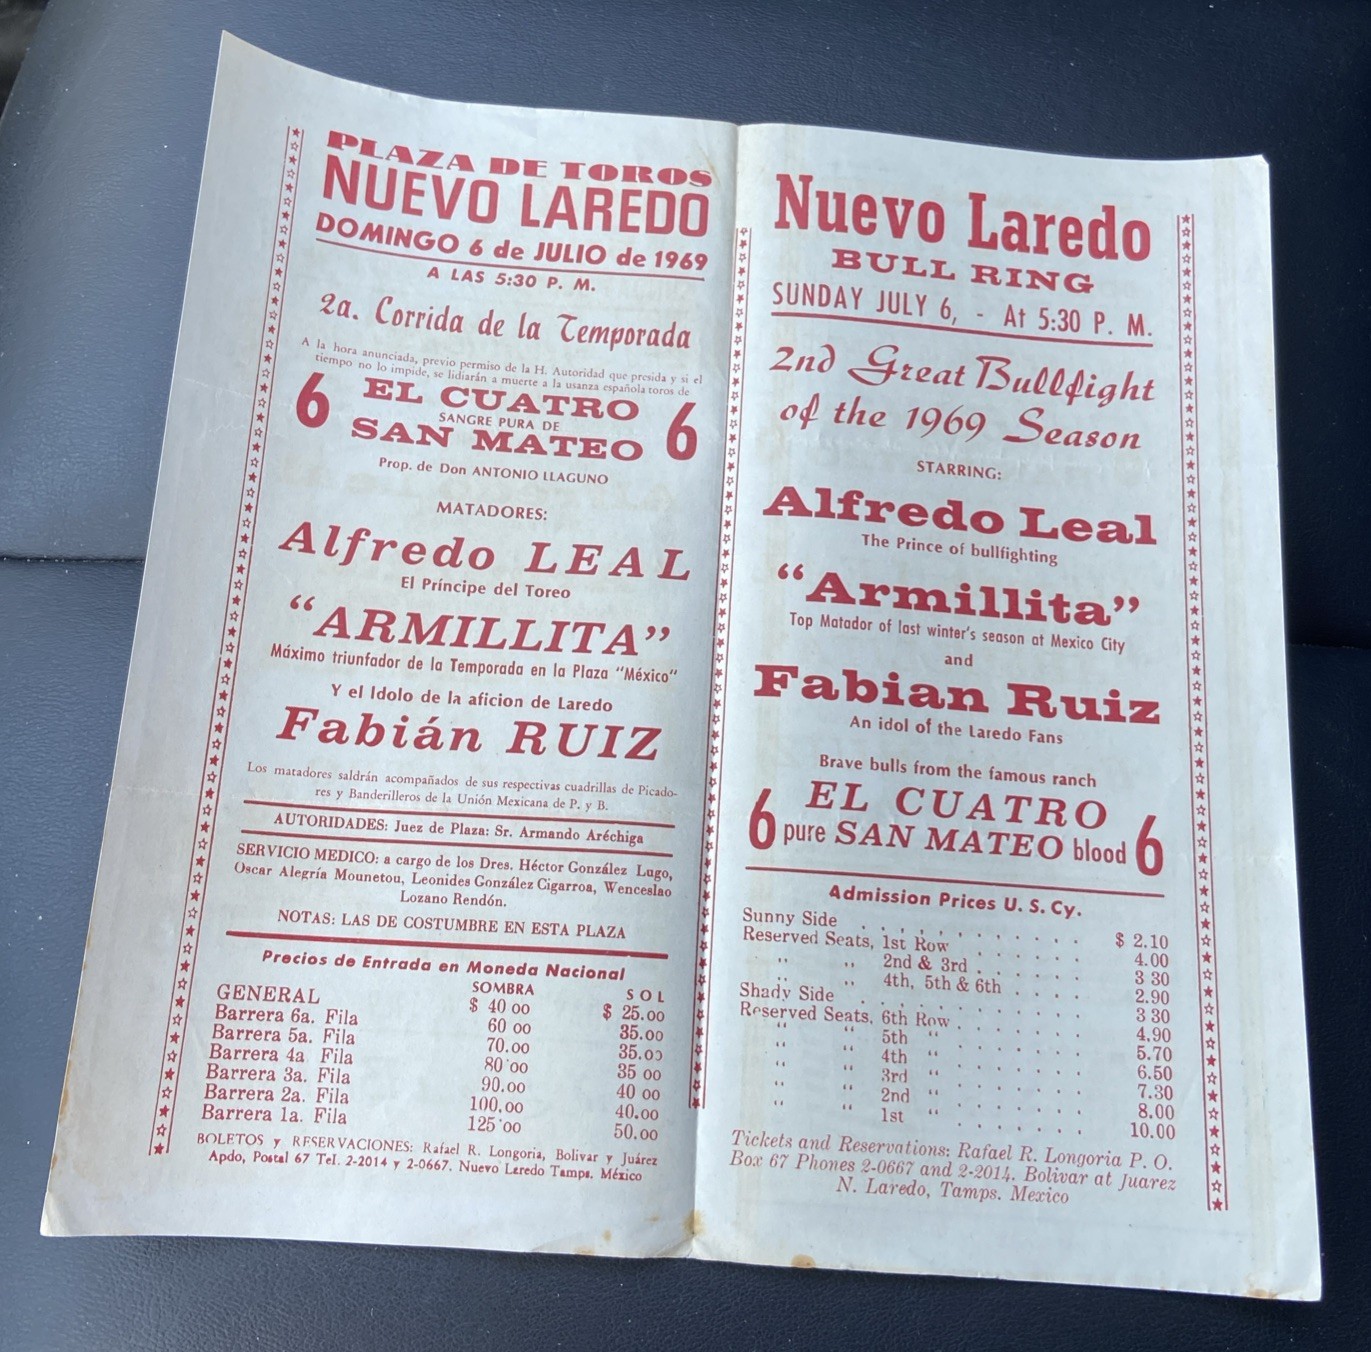 PLAZA DE TOROS
NUEVO LAREDO
DOMINGO 6 de JULIO de 1969
A LAS 5:30 P. M.
2a. Corrida de la Temporada
A la hora anunciada, previo permiso de la H. Autoridad que presida y si el
tiempo no lo impide, se lidiarán a muerte a la usanza española toros de
6 EL CUATRO 6
SANGRE PURA DE
SAN MATEO
Prop. de Don ANTONIO LLAGUNO
MATADORES:
Alfredo LEAL
El Príncipe del Toreo
"ARMILLITA"
Máximo triunfador de la Temporada en la Plaza "México"
Y el Idolo de la aficion de Laredo
Fabián RUIZ
Los matadores saldrán acompañados de sus respectivas cuadrillas de Picado-
res y Banderilleros de la Unión Mexicana de P. y B.
AUTORIDADES: Juez de Plaza: Sr. Armando Aréchiga
SERVICIO MEDICO: a cargo de los Dres. Héctor González Lugo,
Oscar Alegría Mounetou, Leonides González Cigarroa, Wenceslao
Lozano Rendón.
NOTAS: LAS DE COSTUMBRE EN ESTA PLAZA
Precios de Entrada en Moneda Nacional
SOMBRA SOL
GENERAL $ 40 00 $ 25.00
Barrera 6a. Fila 60 00 35.00
Barrera 5a. Fila 70.00 35.00
Barrera 4a Fila 80 00 35 00
Barrera 3a. Fila 90.00 40 00
Barrera 2a. Fila 100.00 40.00
Barrera 1a. Fila 125 00 50.00
BOLETOS y RESERVACIONES: Rafael R. Longoria, Bolivar y Juárez
Apdo, Postal 67 Tel. 2-2014 y 2-0667. Nuevo Laredo Tamps. México
Nuevo Laredo
BULL RING
SUNDAY JULY 6, - At 5:30 P. M.
2nd Great Bullfight
of the 1969 Season
STARRING:
Alfredo Leal
The Prince of bullfighting
"Armillita"
Top Matador of last winter's season at Mexico City
and
Fabian Ruiz
An idol of the Laredo Fans
Brave bulls from the famous ranch
6 EL CUATRO 6
pure SAN MATEO blood
Admission Prices U. S. Cy.
Sunny Side . . . . . . . . . . . $ 2.10
Reserved Seats, 1st Row . . . . . . 4.00
" " 2nd & 3rd . . . . . . 3 30
" " 4th, 5th & 6th . . . . 2.90
Shady Side . . . . . . . . . . . 3 30
Reserved Seats, 6th Row . . . . . . 4.90
" " 5th " . . . . . . 5.70
" " 4th " . . . . . . 6.50
" " 3rd " . . . . . . 7.30
" " 2nd " . . . . . . 8.00
" " 1st " . . . . . . 10.00
Tickets and Reservations: Rafael R. Longoria P. O.
Box 67 Phones 2-0667 and 2-2014. Bolivar at Juarez
N. Laredo, Tamps. Mexico